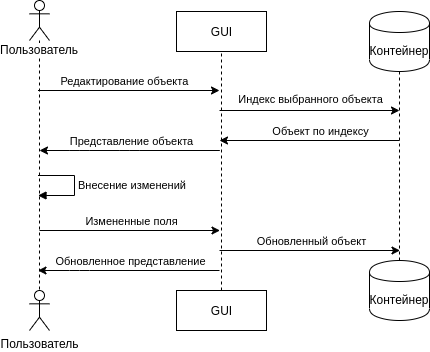 Пользователь
GUI
Контейнер
Редактирование объекта
Индекс выбранного объекта
Объект по индексу
Представление объекта
Внесение изменений
Измененные поля
Обновленный объект
Обновленное представление
Пользователь
GUI
Контейнер